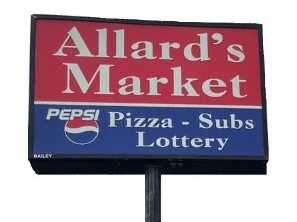 Allard's
Market
PEPSI
Pizza - Subs
Lottery
BAILEY